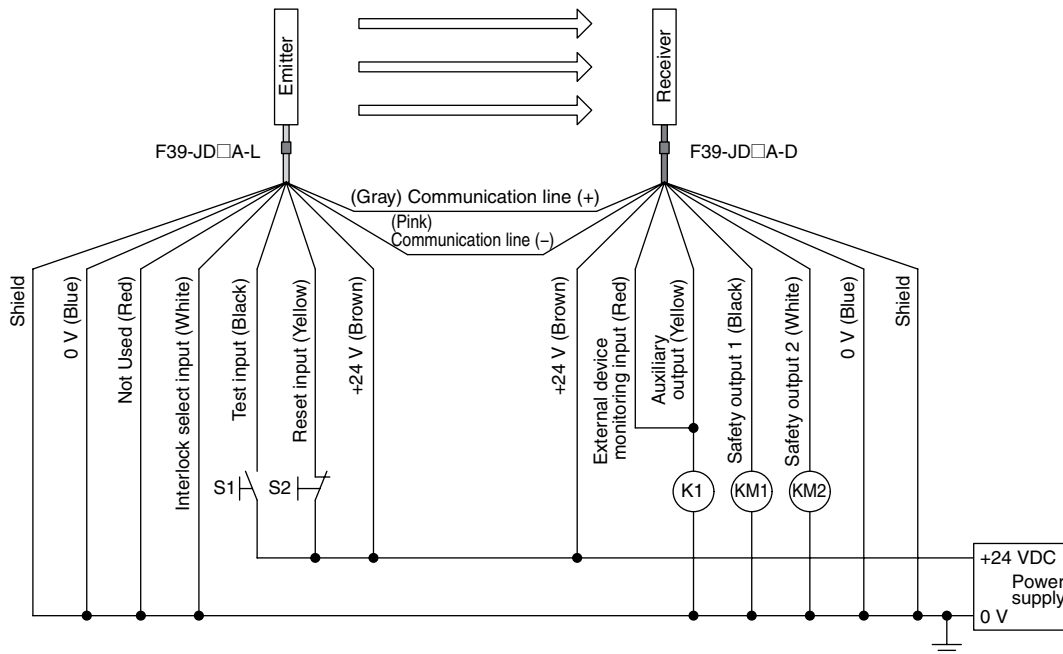 Emitter
Receiver
F39-JD□A-L
F39-JD□A-D
(Gray) Communication line (+)
(Pink)
Communication line (−)
Shield
0 V (Blue)
Not Used (Red)
Interlock select input (White)
Test input (Black)
Reset input (Yellow)
+24 V (Brown)
+24 V (Brown)
External device
monitoring input (Red)
Auxiliary
output (Yellow)
Safety output 1 (Black)
Safety output 2 (White)
0 V (Blue)
Shield
S1
S2
K1
KM1
KM2
+24 VDC
Power
supply
0 V